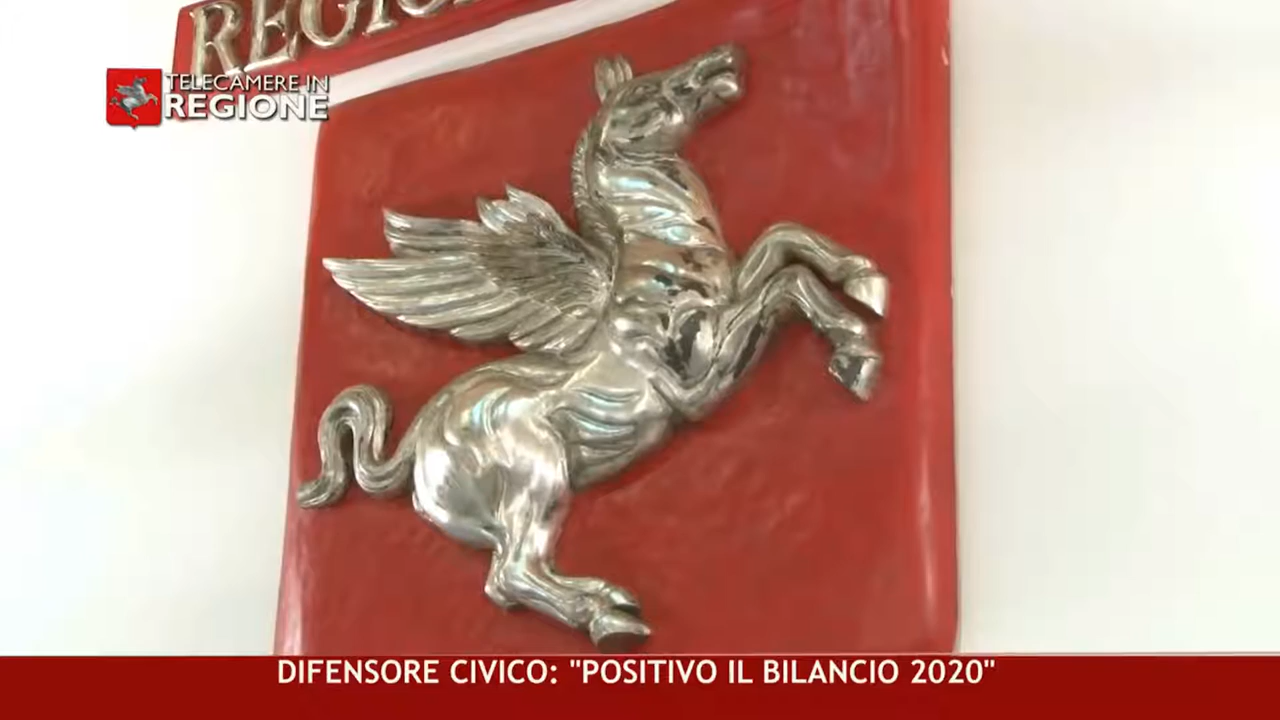 TELECAMERE IN
REGIONE
DIFENSORE CIVICO: "POSITIVO IL BILANCIO 2020"